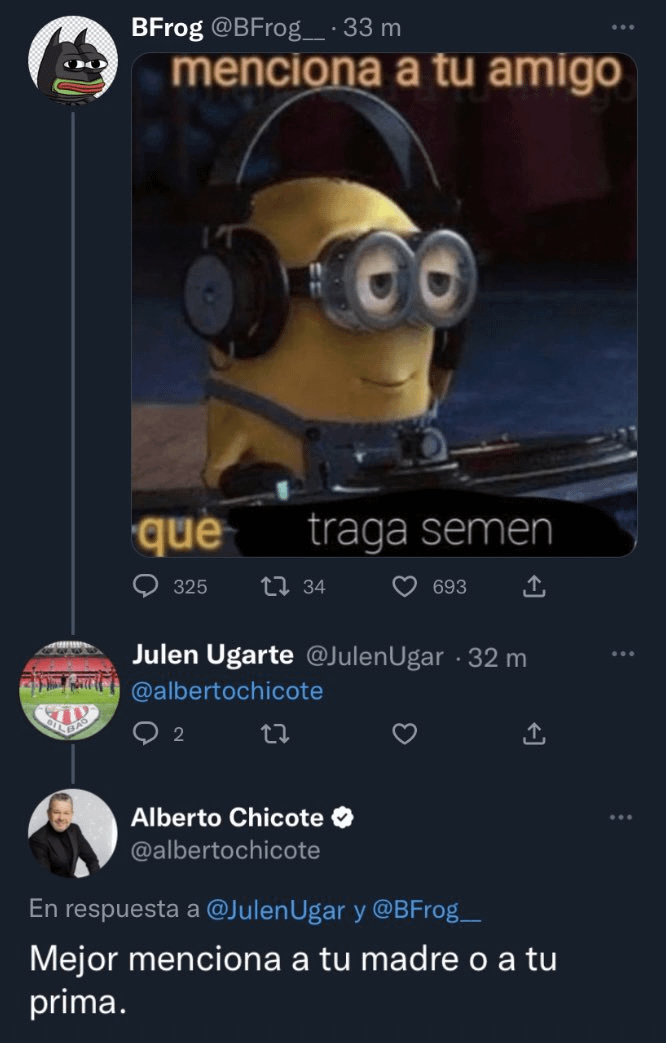 BFrog @BFrog__ · 33 m
menciona a tu amigo
que traga semen
325 34 693
Julen Ugarte @JulenUgar · 32 m
@albertochicote
BILBAO
2
Alberto Chicote
@albertochicote
En respuesta a @JulenUgar y @BFrog__
Mejor menciona a tu madre o a tu
prima.